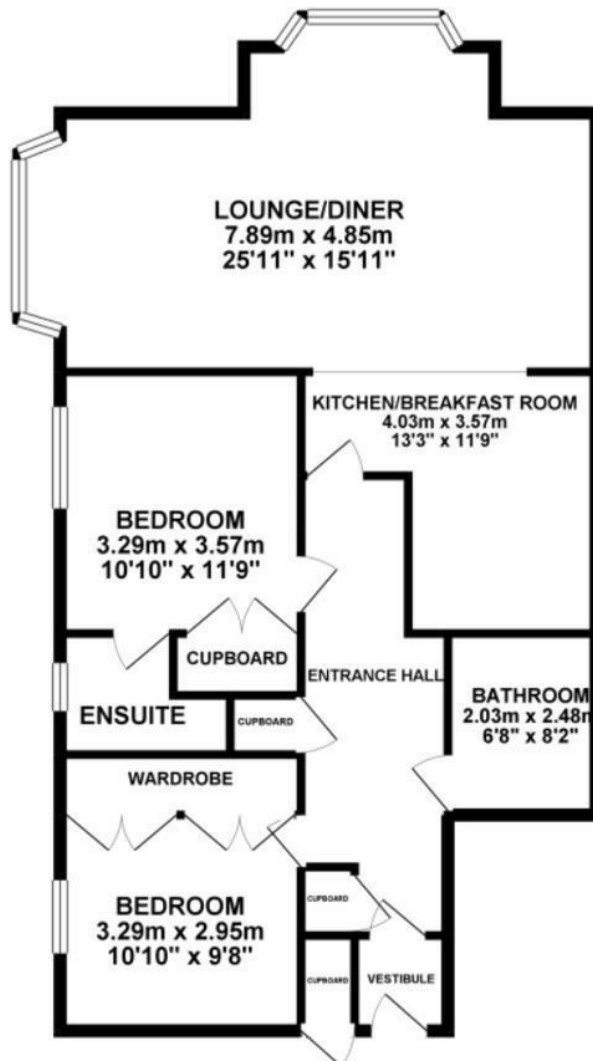 LOUNGE/DINER
7.89m x 4.85m
25'11" x 15'11"
KITCHEN/BREAKFAST ROOM
4.03m x 3.57m
13'3" x 11'9"
BEDROOM
3.29m x 3.57m
10'10" x 11'9"
CUPBOARD
ENTRANCE HALL
ENSUITE
CUPBOARD
BATHROOM
2.03m x 2.48m
6'8" x 8'2"
WARDROBE
BEDROOM
3.29m x 2.95m
10'10" x 9'8"
CUPBOARD
CUPBOARD
VESTIBULE